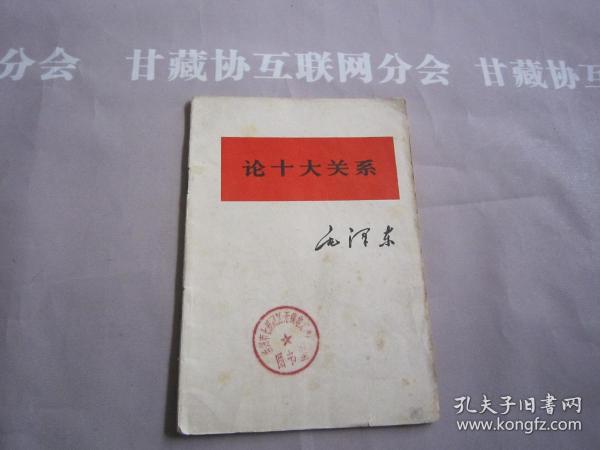 分会 甘藏协互联网分会 甘藏协互
论十大关系
毛泽东
孔夫子旧书网
www.kongfz.com